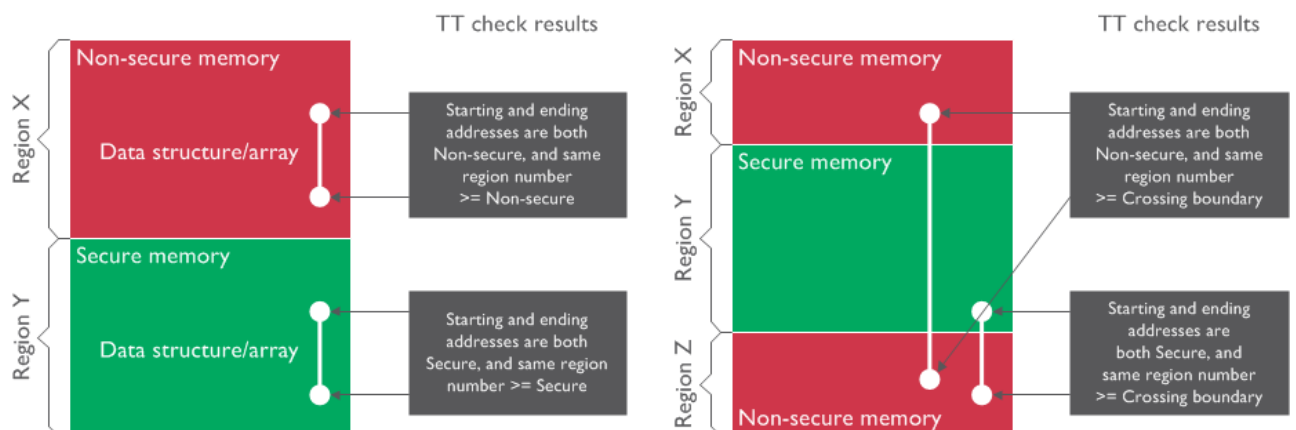 TT check results
Region X
Non-secure memory
Data structure/array
Starting and ending
addresses are both
Non-secure, and same
region number
>= Non-secure
Region Y
Secure memory
Data structure/array
Starting and ending
addresses are both
Secure, and same region
number >= Secure
TT check results
Region X
Non-secure memory
Starting and ending
addresses are both
Non-secure, and same
region number
>= Crossing boundary
Region Y
Secure memory
Region Z
Non-secure memory
Starting and ending
addresses are
both Secure, and
same region number
>= Crossing boundary